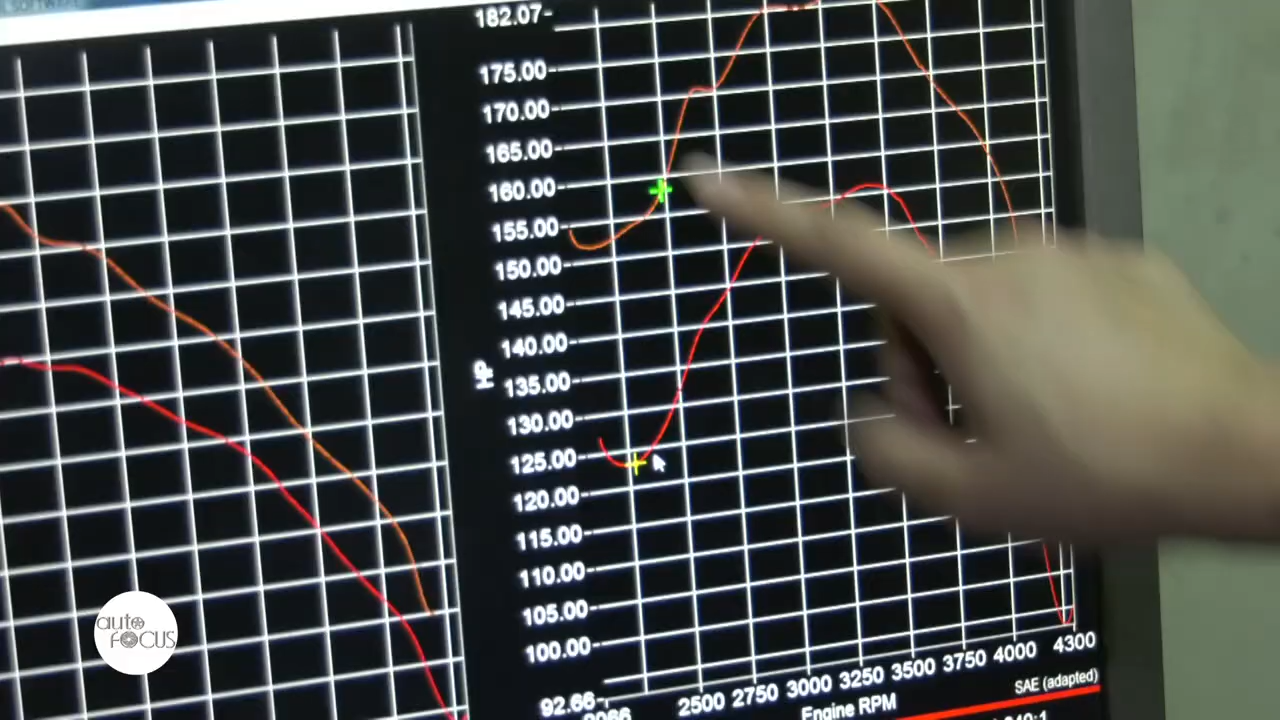 SOFTWARE
182.07
175.00
170.00
165.00
160.00
155.00
150.00
145.00
140.00
135.00
130.00
125.00
120.00
115.00
110.00
105.00
100.00
92.66
HP
2500 2750 3000 3250 3500 3750 4000 4300
Engine RPM
SAE (adapted)
auto
FOCUS